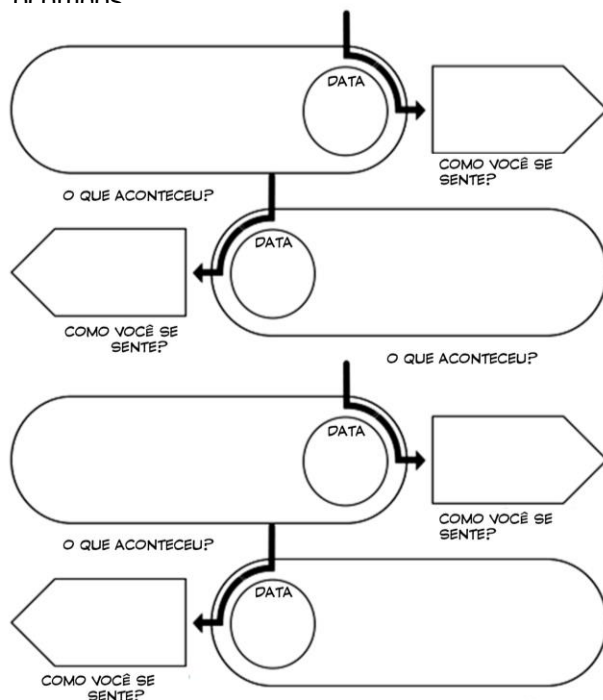 DATA
COMO VOCÊ SE
SENTE?
O QUE ACONTECEU?
DATA
COMO VOCÊ SE
SENTE?
O QUE ACONTECEU?
DATA
COMO VOCÊ SE
SENTE?
O QUE ACONTECEU?
DATA
COMO VOCÊ SE
SENTE?